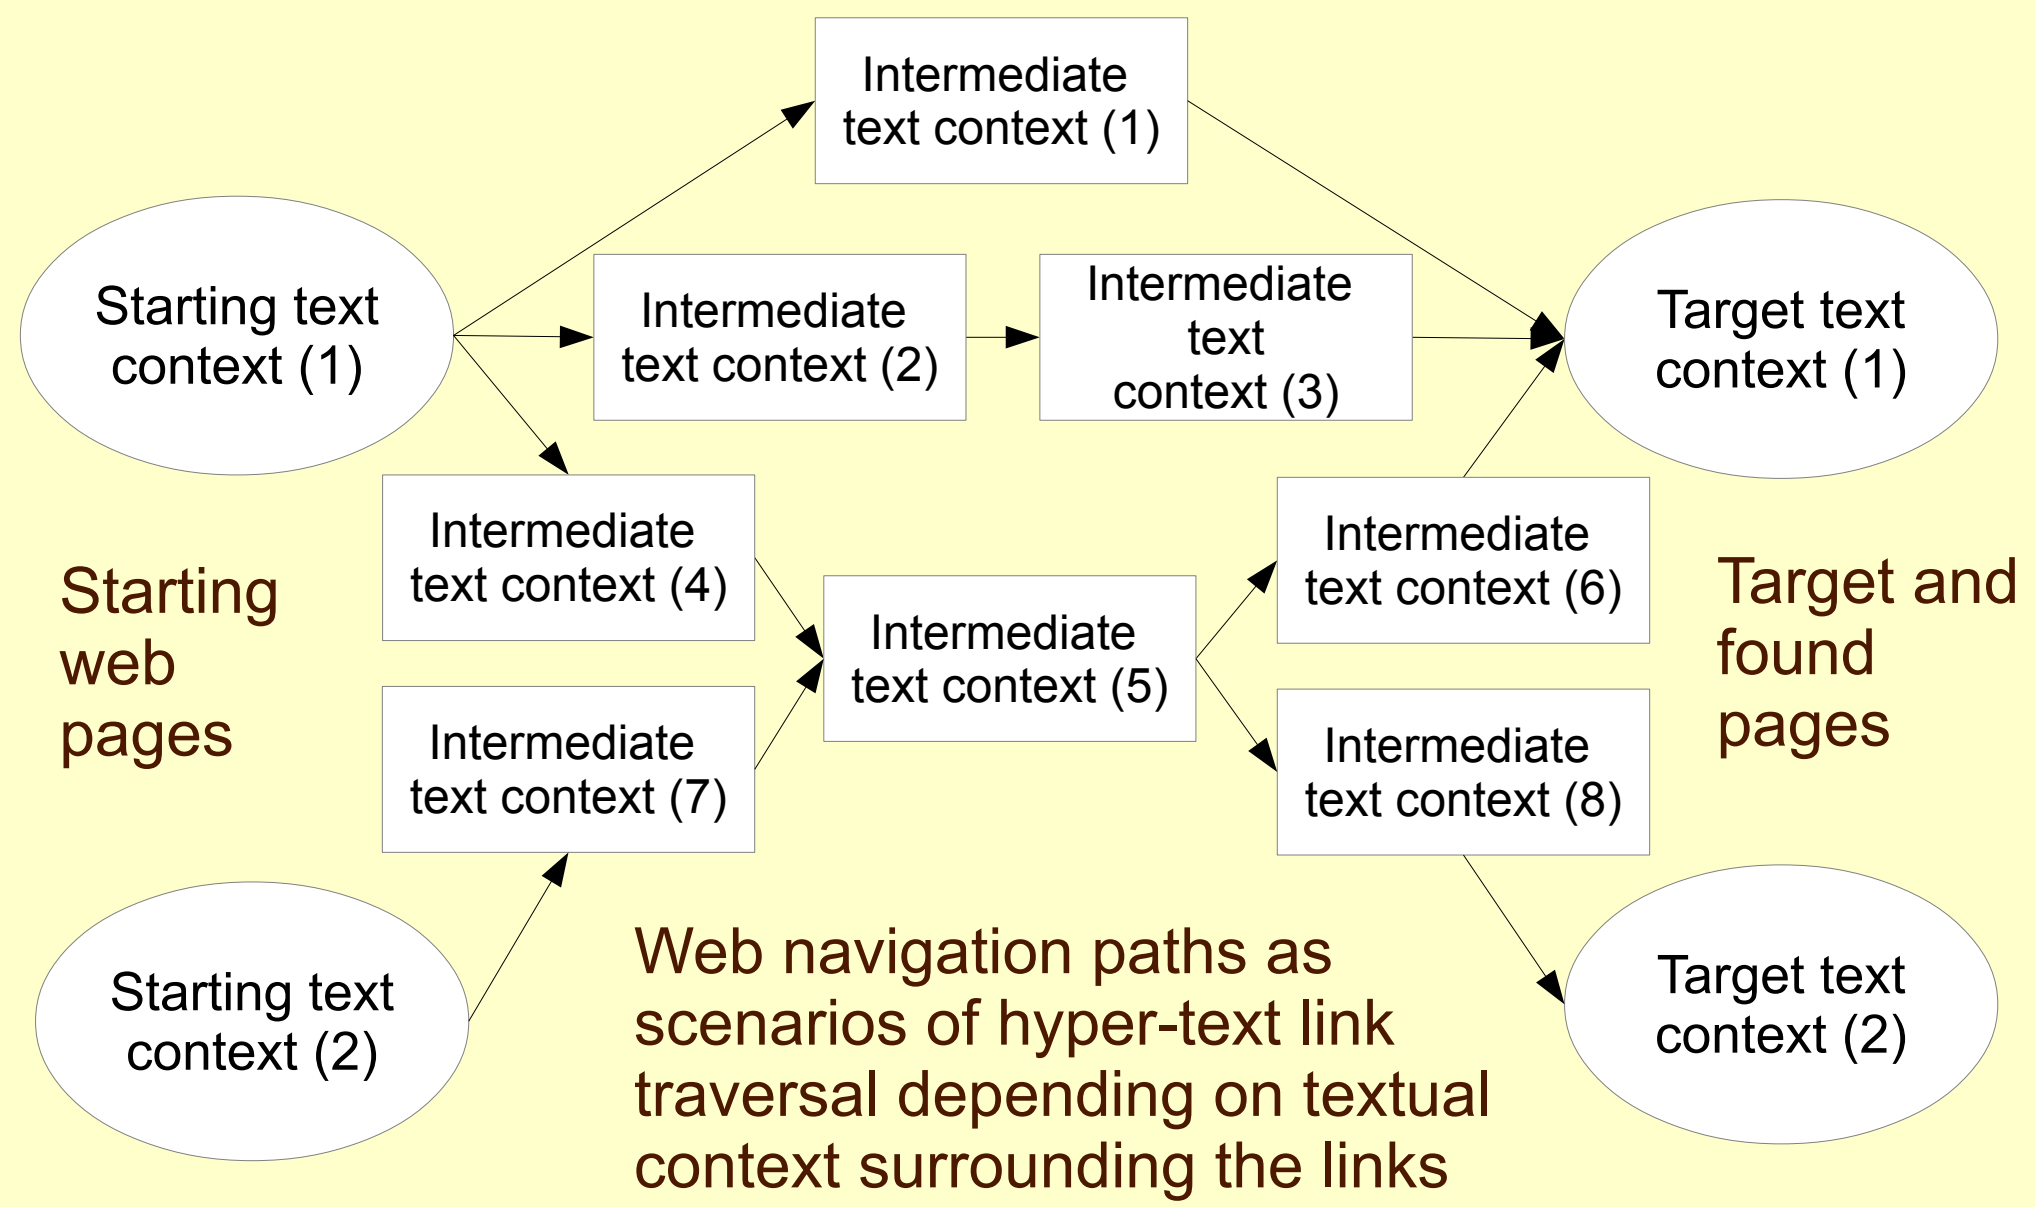 Intermediate
text context (1)
Starting text
context (1)
Intermediate
text context (2)
Intermediate
text
context (3)
Target text
context (1)
Intermediate
text context (4)
Intermediate
text context (6)
Starting
web
pages
Intermediate
text context (5)
Target and
found
pages
Intermediate
text context (7)
Intermediate
text context (8)
Starting text
context (2)
Web navigation paths as
scenarios of hyper-text link
traversal depending on textual
context surrounding the links
Target text
context (2)